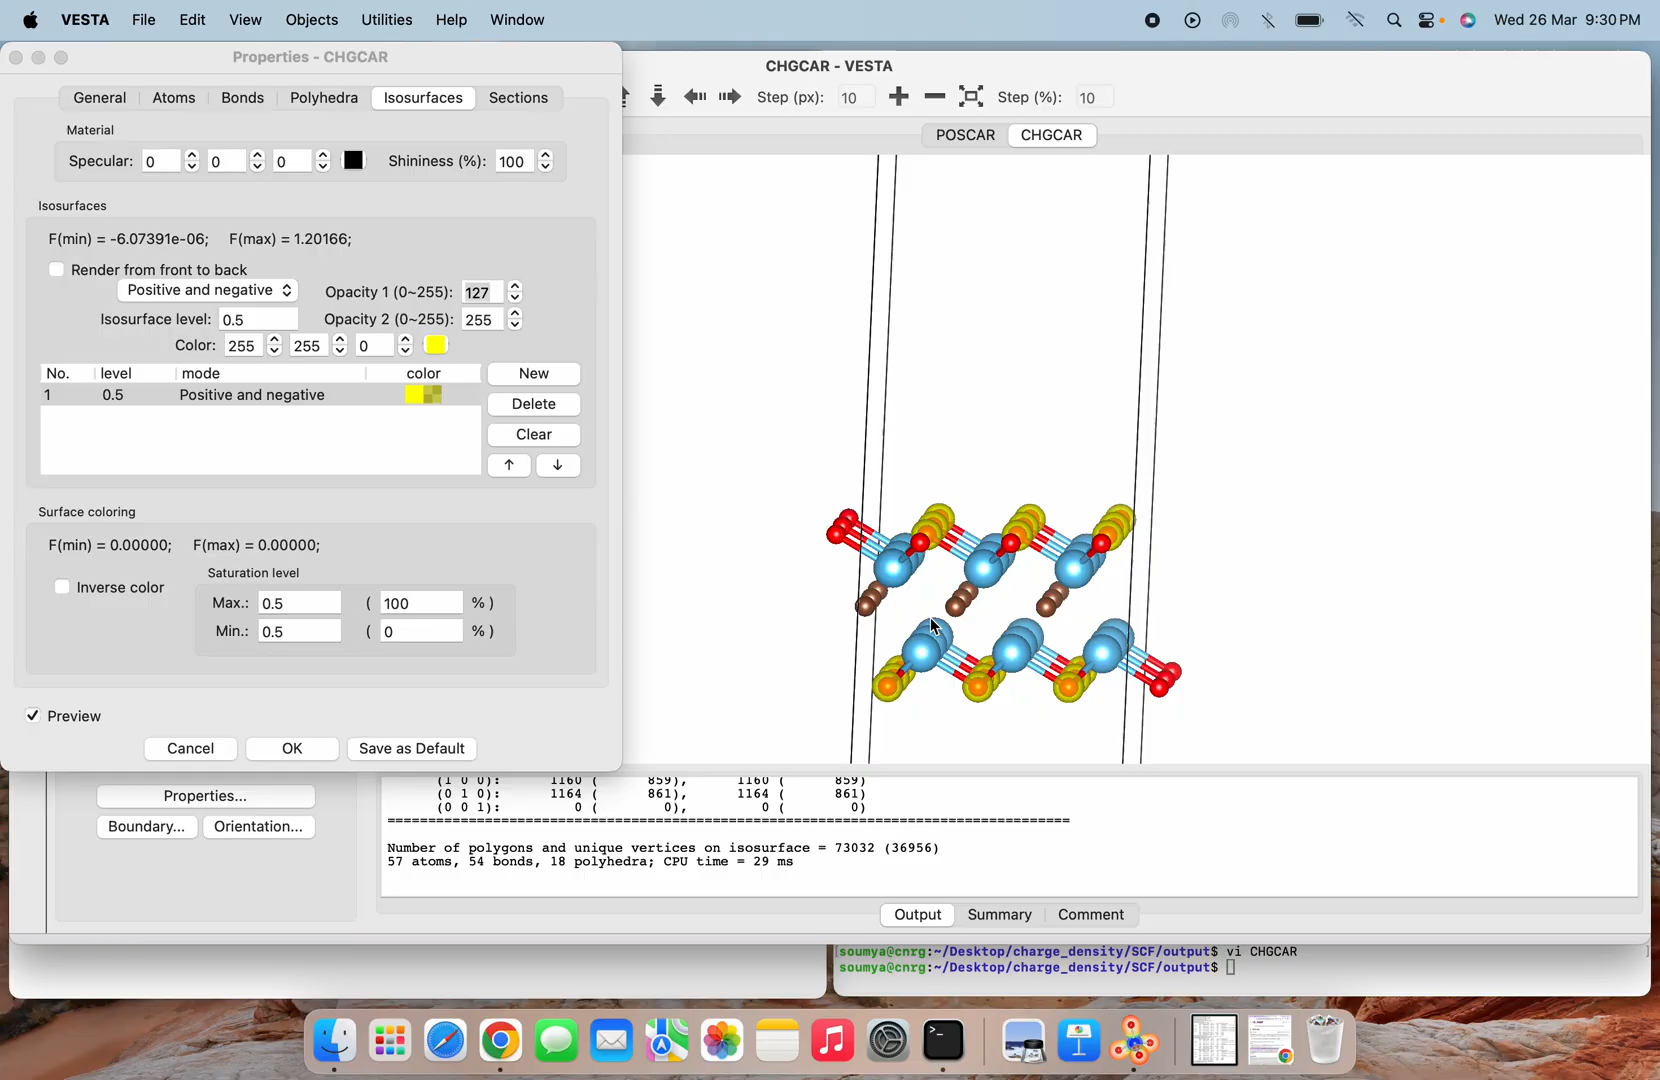 VESTA File Edit View Objects Utilities Help Window Wed 26 Mar 9:30 PM
Properties - CHGCAR
CHGCAR - VESTA
General Atoms Bonds Polyhedra Isosurfaces Sections
Step (px): 10 Step (%): 10
POSCAR CHGCAR
Material
Specular: 0 0 0 Shininess (%): 100
Isosurfaces
F(min) = -6.07391e-06; F(max) = 1.20166;
Render from front to back
Positive and negative Opacity 1 (0~255): 127
Isosurface level: 0.5 Opacity 2 (0~255): 255
Color: 255 255 0
No. level mode color New
1 0.5 Positive and negative
Delete
Clear
Surface coloring
F(min) = 0.00000; F(max) = 0.00000;
Saturation level
Inverse color
Max.: 0.5 ( 100 % )
Min.: 0.5 ( 0 % )
Preview
Cancel OK Save as Default
Properties...
Boundary... Orientation...
(1 0 0): 1160 ( 859), 1160 ( 859)
(0 1 0): 1164 ( 861), 1164 ( 861)
(0 0 1): 0 ( 0), 0 ( 0)
Number of polygons and unique vertices on isosurface = 73032 (36956)
57 atoms, 54 bonds, 18 polyhedra; CPU time = 29 ms
Output Summary Comment
[soumya@cnrg:~/Desktop/charge_density/SCF/output$ vi CHGCAR
soumya@cnrg:~/Desktop/charge_density/SCF/output$